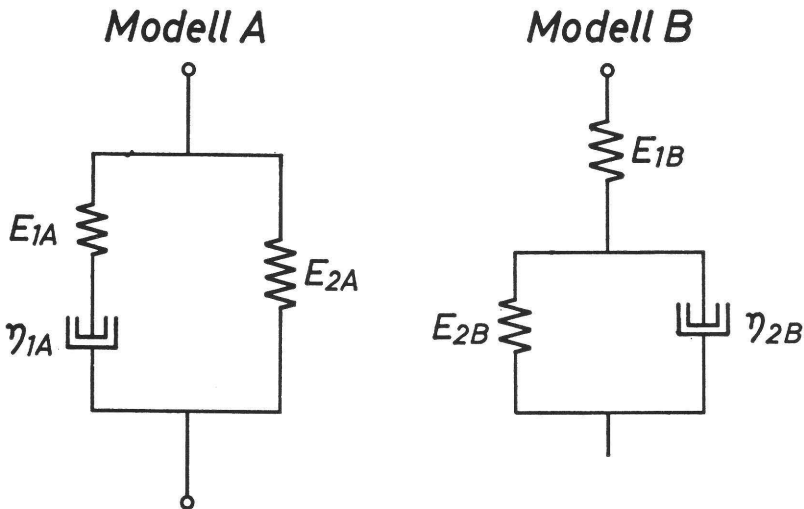 Modell A
E1A
η1A
E2A
Modell B
E1B
E2B
η2B